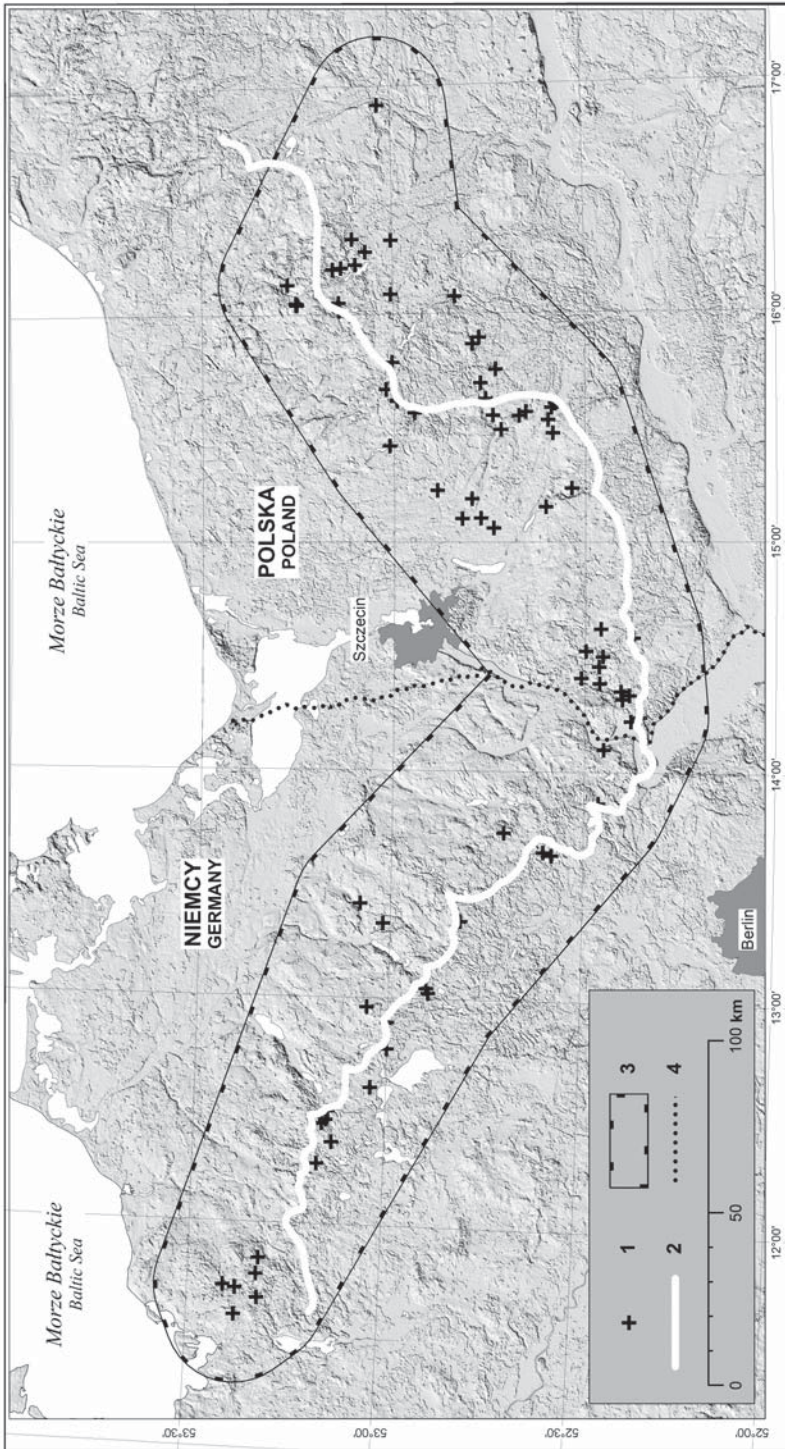 Morze Bałtyckie
Baltic Sea
Morze Bałtyckie
Baltic Sea
NIEMCY
GERMANY
POLSKA
POLAND
Szczecin
Berlin
1
2
3
4
0
50
100 km
53°30'
53°00'
52°30'
52°00'
12°00'
13°00'
14°00'
15°00'
16°00'
17°00'